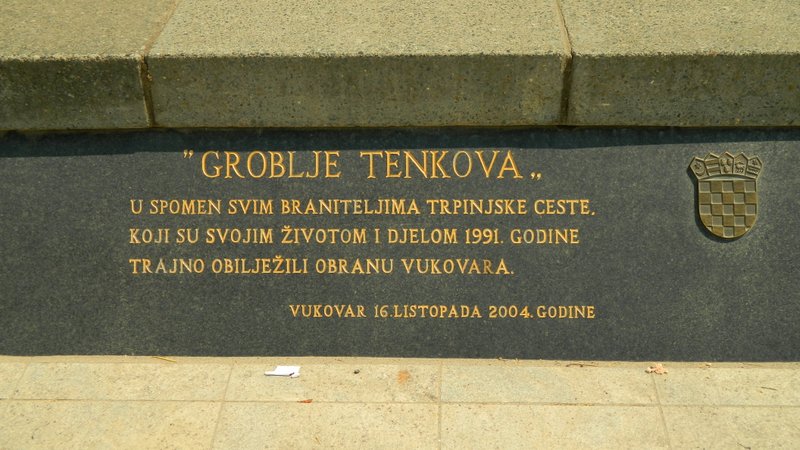 " GROBLJE TENKOVA „
U SPOMEN SVIM BRANITELJIMA TRPINJSKE CESTE,
KOJI SU SVOJIM ŽIVOTOM I DJELOM 1991. GODINE
TRAJNO OBILJEŽILI OBRANU VUKOVARA.
VUKOVAR 16.LISTOPADA 2004.GODINE